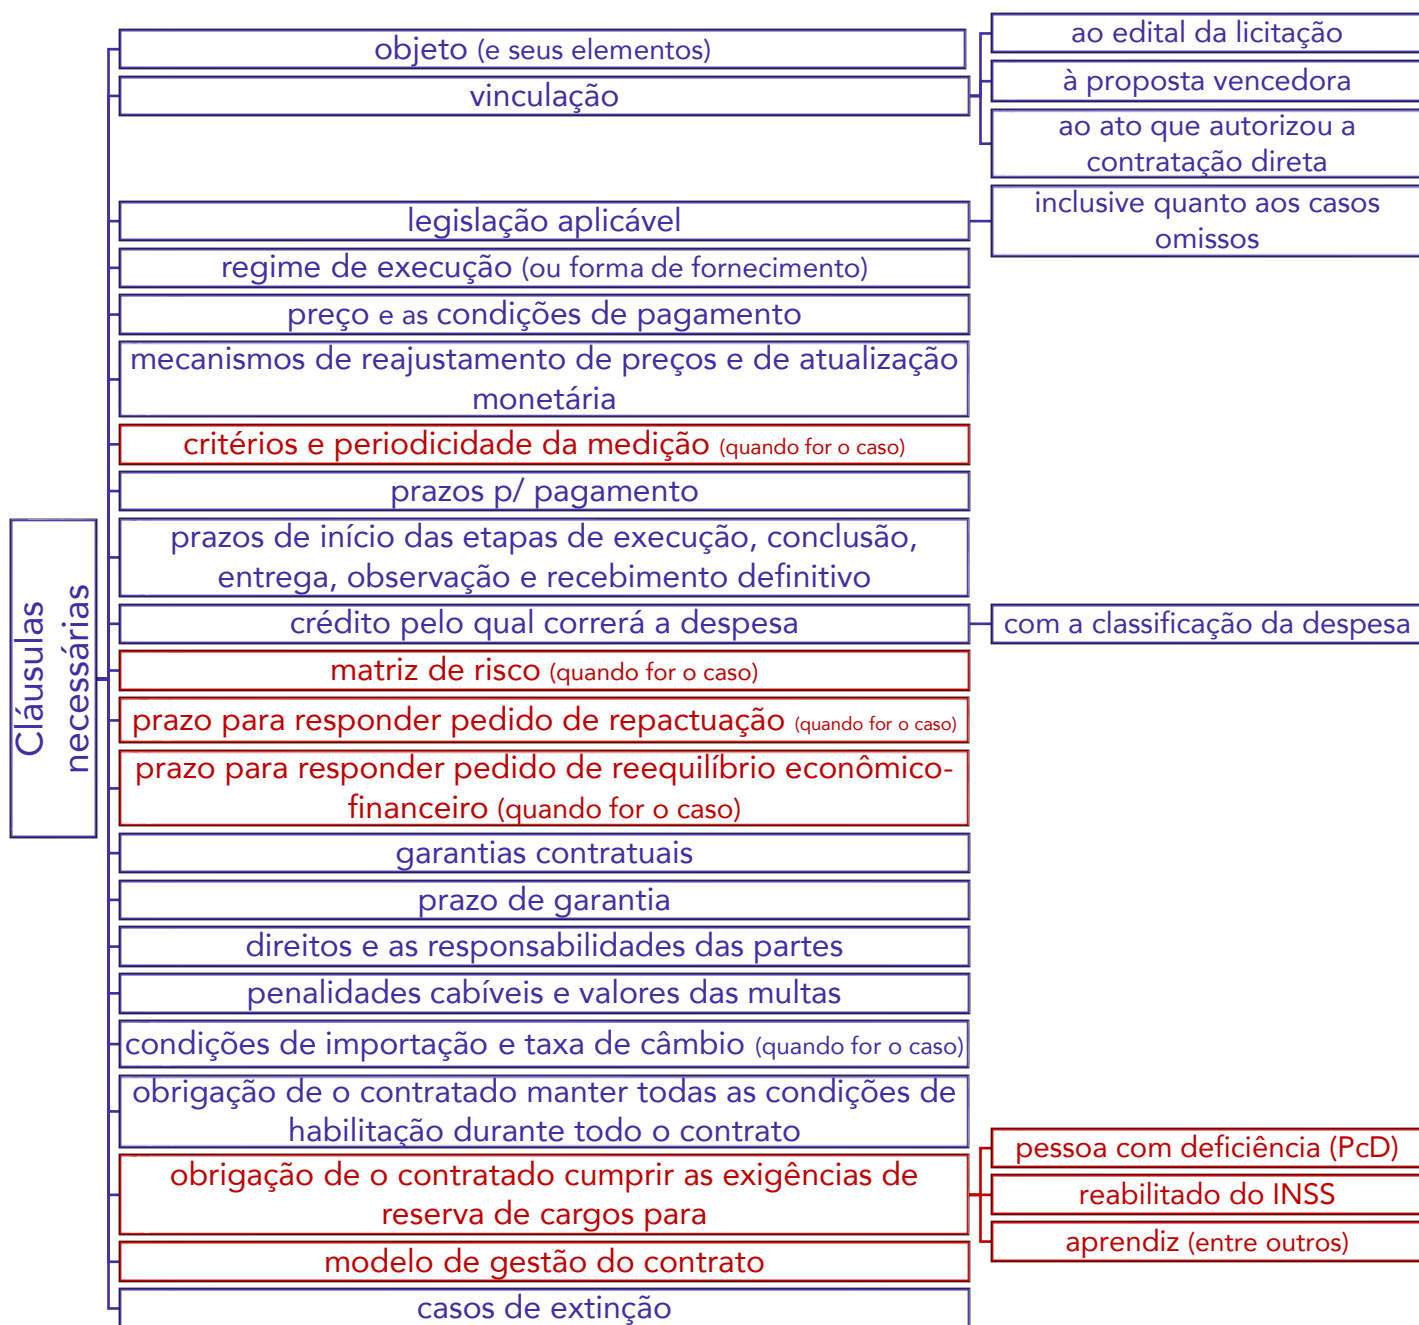 Cláusulas
necessárias
objeto (e seus elementos)
vinculação
ao edital da licitação
à proposta vencedora
ao ato que autorizou a
contratação direta
legislação aplicável
inclusive quanto aos casos
omissos
regime de execução (ou forma de fornecimento)
preço e as condições de pagamento
mecanismos de reajustamento de preços e de atualização
monetária
critérios e periodicidade da medição (quando for o caso)
prazos p/ pagamento
prazos de início das etapas de execução, conclusão,
entrega, observação e recebimento definitivo
crédito pelo qual correrá a despesa
com a classificação da despesa
matriz de risco (quando for o caso)
prazo para responder pedido de repactuação (quando for o caso)
prazo para responder pedido de reequilíbrio econômico-
financeiro (quando for o caso)
garantias contratuais
prazo de garantia
direitos e as responsabilidades das partes
penalidades cabíveis e valores das multas
condições de importação e taxa de câmbio (quando for o caso)
obrigação de o contratado manter todas as condições de
habilitação durante todo o contrato
obrigação de o contratado cumprir as exigências de
reserva de cargos para
pessoa com deficiência (PcD)
reabilitado do INSS
aprendiz (entre outros)
modelo de gestão do contrato
casos de extinção